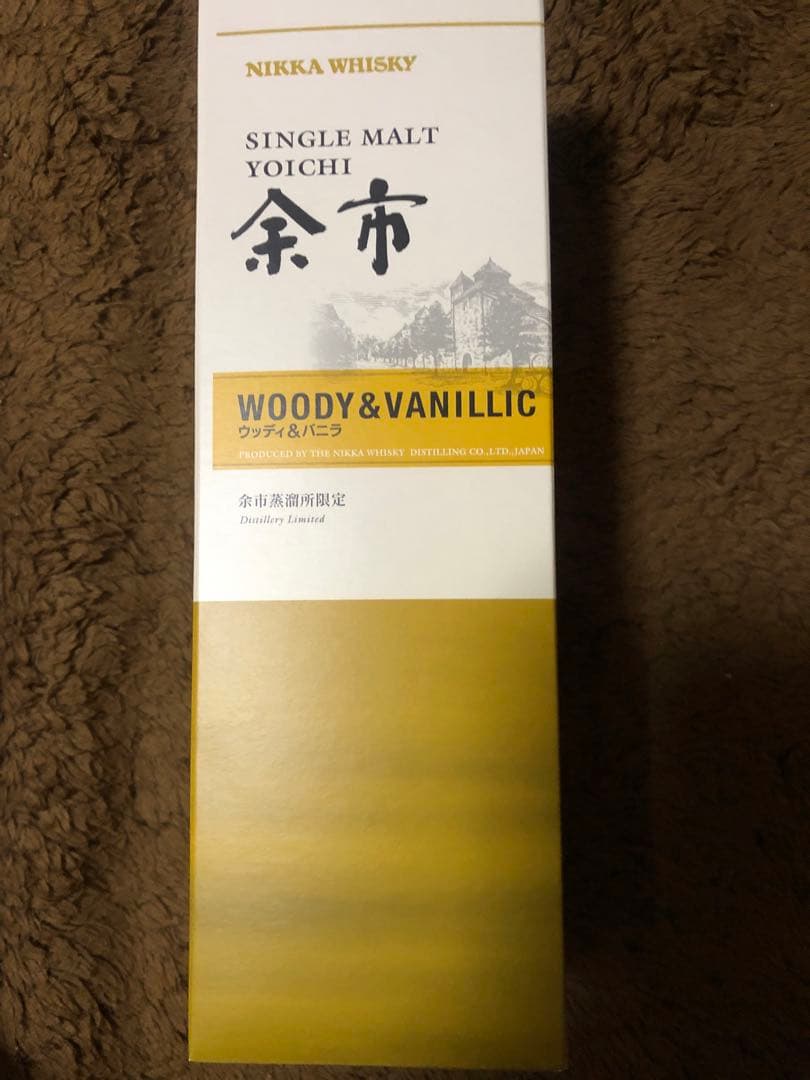 NIKKA WHISKY
SINGLE MALT
YOICHI
余市
WOODY&VANILLIC
ウッディ&バニラ
PRODUCED BY THE NIKKA WHISKY DISTILLING CO.,LTD.,JAPAN
余市蒸溜所限定
Distillery Limited